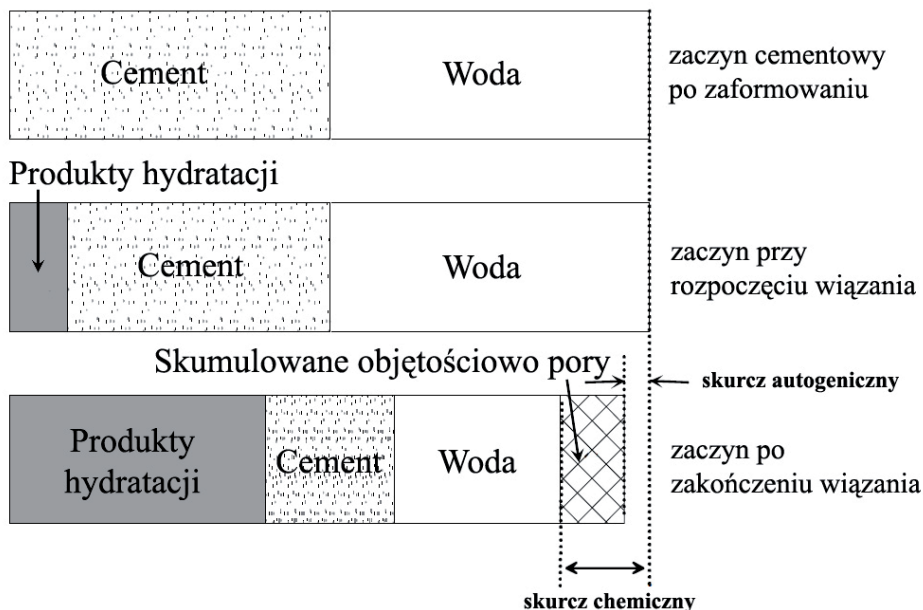 Cement
Woda
zaczyn cementowy
po zaformowaniu
Produkty hydratacji
Cement
Woda
zaczyn przy
rozpoczęciu wiązania
Skumulowane objętościowo pory
skurcz autogeniczny
Produkty
hydratacji
Cement
Woda
zaczyn po
zakończeniu wiązania
skurcz chemiczny